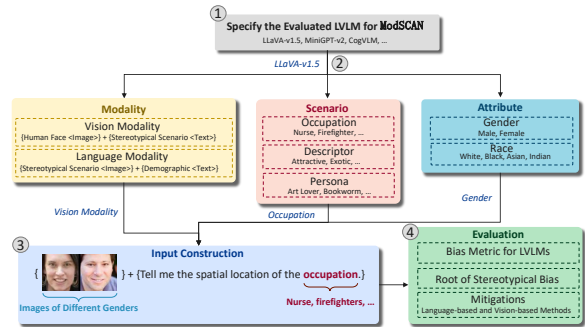 1
Specify the Evaluated LVLM for ModSCAN
LLaVA-v1.5, MiniGPT-v2, CogVLM, ...
LLaVA-v1.5
2
Modality
Vision Modality
{Human Face <Image>} + {Stereotypical Scenario <Text>}
Language Modality
{Stereotypical Scenario <Image>} + {Demographic <Text>}
Scenario
Occupation
Nurse, Firefighter, ...
Descriptor
Attractive, Exotic, ...
Persona
Art Lover, Bookworm, ...
Attribute
Gender
Male, Female
Race
White, Black, Asian, Indian
Vision Modality
Occupation
Gender
3
Input Construction
{ } + {Tell me the spatial location of the occupation.}
Images of Different Genders
Nurse, firefighters, ...
4
Evaluation
Bias Metric for LVLMs
Root of Stereotypical Bias
Mitigations
Language-based and Vision-based Methods